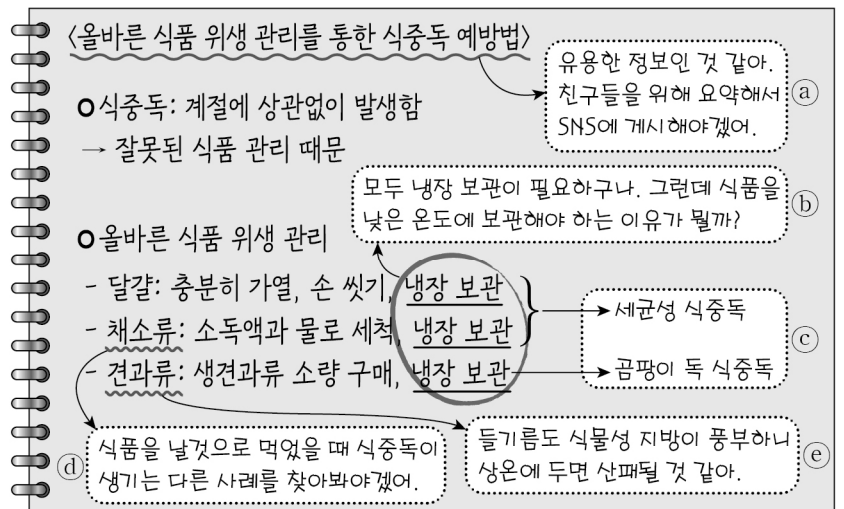 〈올바른 식품 위생 관리를 통한 식중독 예방법〉
유용한 정보인 것 같아.
친구들을 위해 요약해서
SNS에 게시해야겠어.
ⓐ
식중독: 계절에 상관없이 발생함
→ 잘못된 식품 관리 때문
모두 냉장 보관이 필요하구나. 그런데 식품을
낮은 온도에 보관해야 하는 이유가 뭘까?
ⓑ
올바른 식품 위생 관리
- 달걀: 충분히 가열, 손 씻기, 냉장 보관
- 채소류: 소독액과 물로 세척, 냉장 보관
- 견과류: 생견과류 소량 구매, 냉장 보관
세균성 식중독
곰팡이 독 식중독
ⓒ
ⓓ
식품을 날것으로 먹었을 때 식중독이
생기는 다른 사례를 찾아봐야겠어.
들기름도 식물성 지방이 풍부하니
상온에 두면 산패될 것 같아.
ⓔ